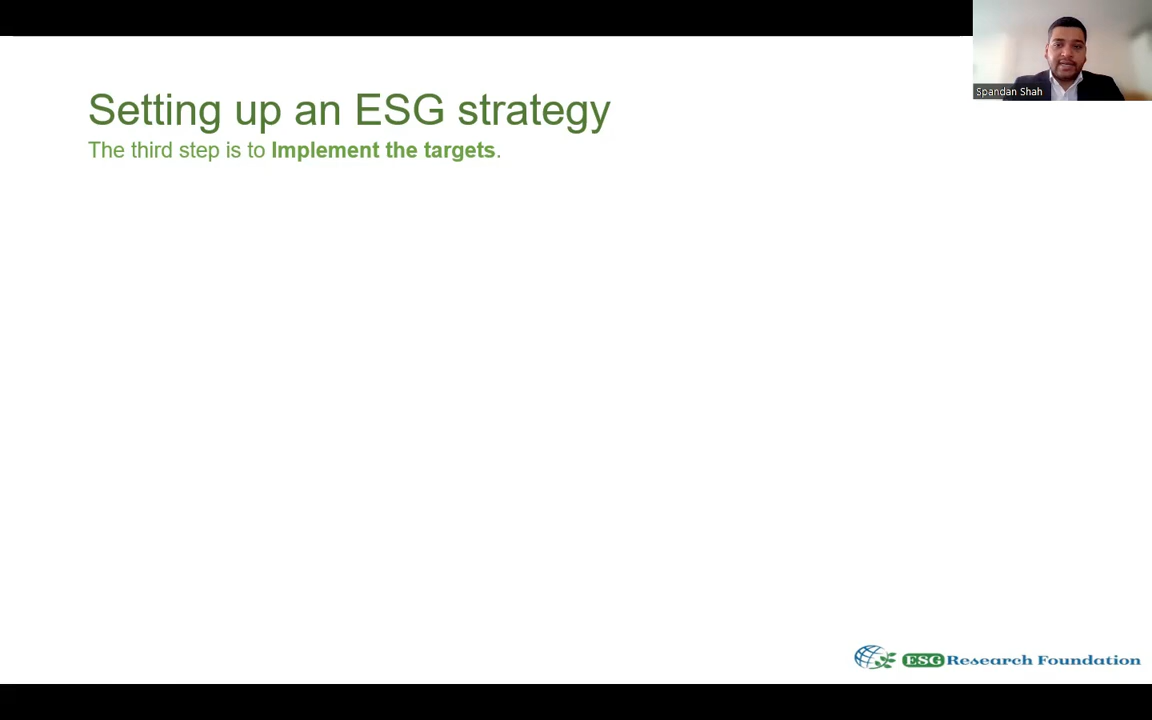 Spandan Shah
Setting up an ESG strategy
The third step is to Implement the targets.
ESG Research Foundation